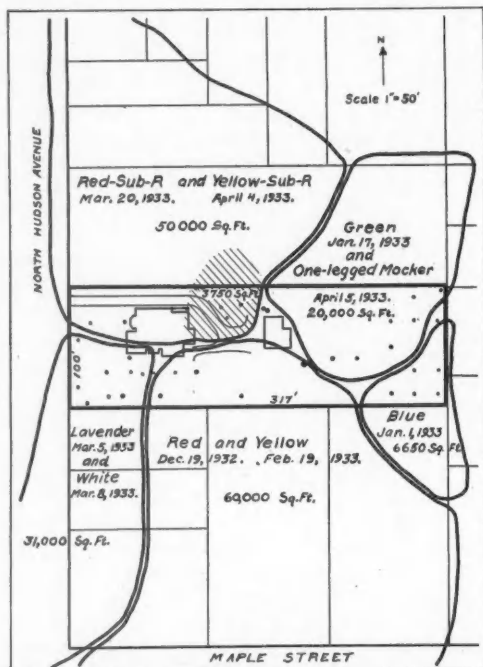 N
Scale 1"=50'
NORTH HUDSON AVENUE
Red-Sub-R and Yellow-Sub-R
Mar. 20, 1933. April 4, 1933.
50000 Sq.Ft.
Green
Jan. 17, 1933
and
One-legged Mocker
3750 Sq.Ft.
April 5, 1933.
20,000 Sq.Ft.
100'
317'
Lavender
Mar. 5, 1933
and
White
Mar. 8, 1933.
31,000 Sq.Ft.
Red and Yellow
Dec. 19, 1932. Feb. 19, 1933.
60,000 Sq.Ft.
Blue
Jan. 1, 1933
6650 Sq.Ft.
MAPLE STREET